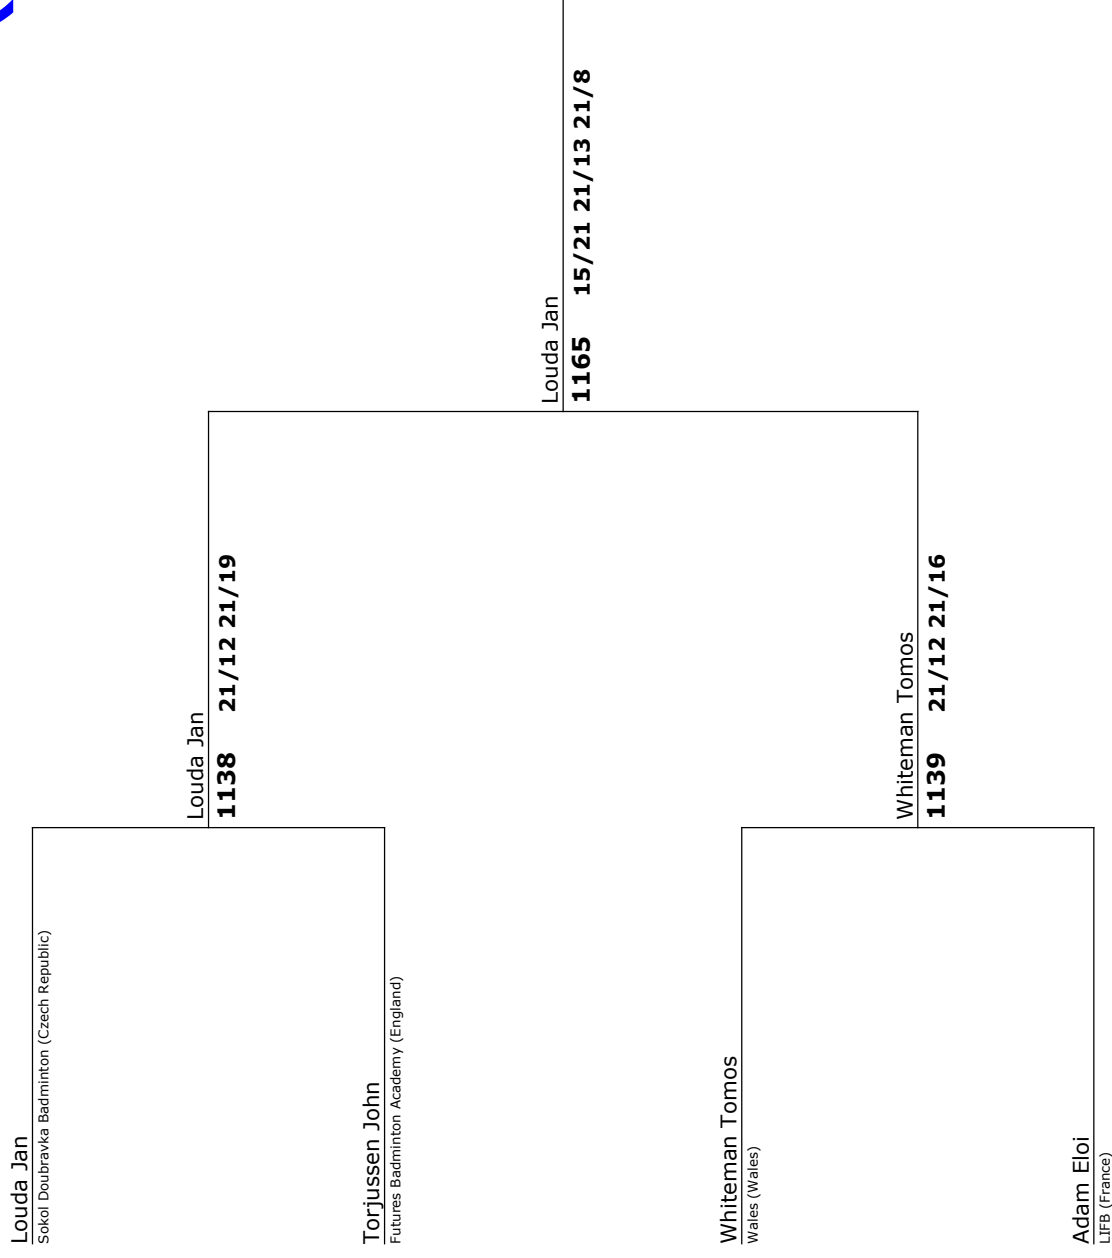 Louda Jan
Sokol Doubravka Badminton (Czech Republic)
Louda Jan
1138 21/12 21/19
Torjussen John
Futures Badminton Academy (England)
Louda Jan
1165 15/21 21/13 21/8
Whiteman Tomos
Wales (Wales)
Whiteman Tomos
1139 21/12 21/16
Adam Eloi
LIFB (France)